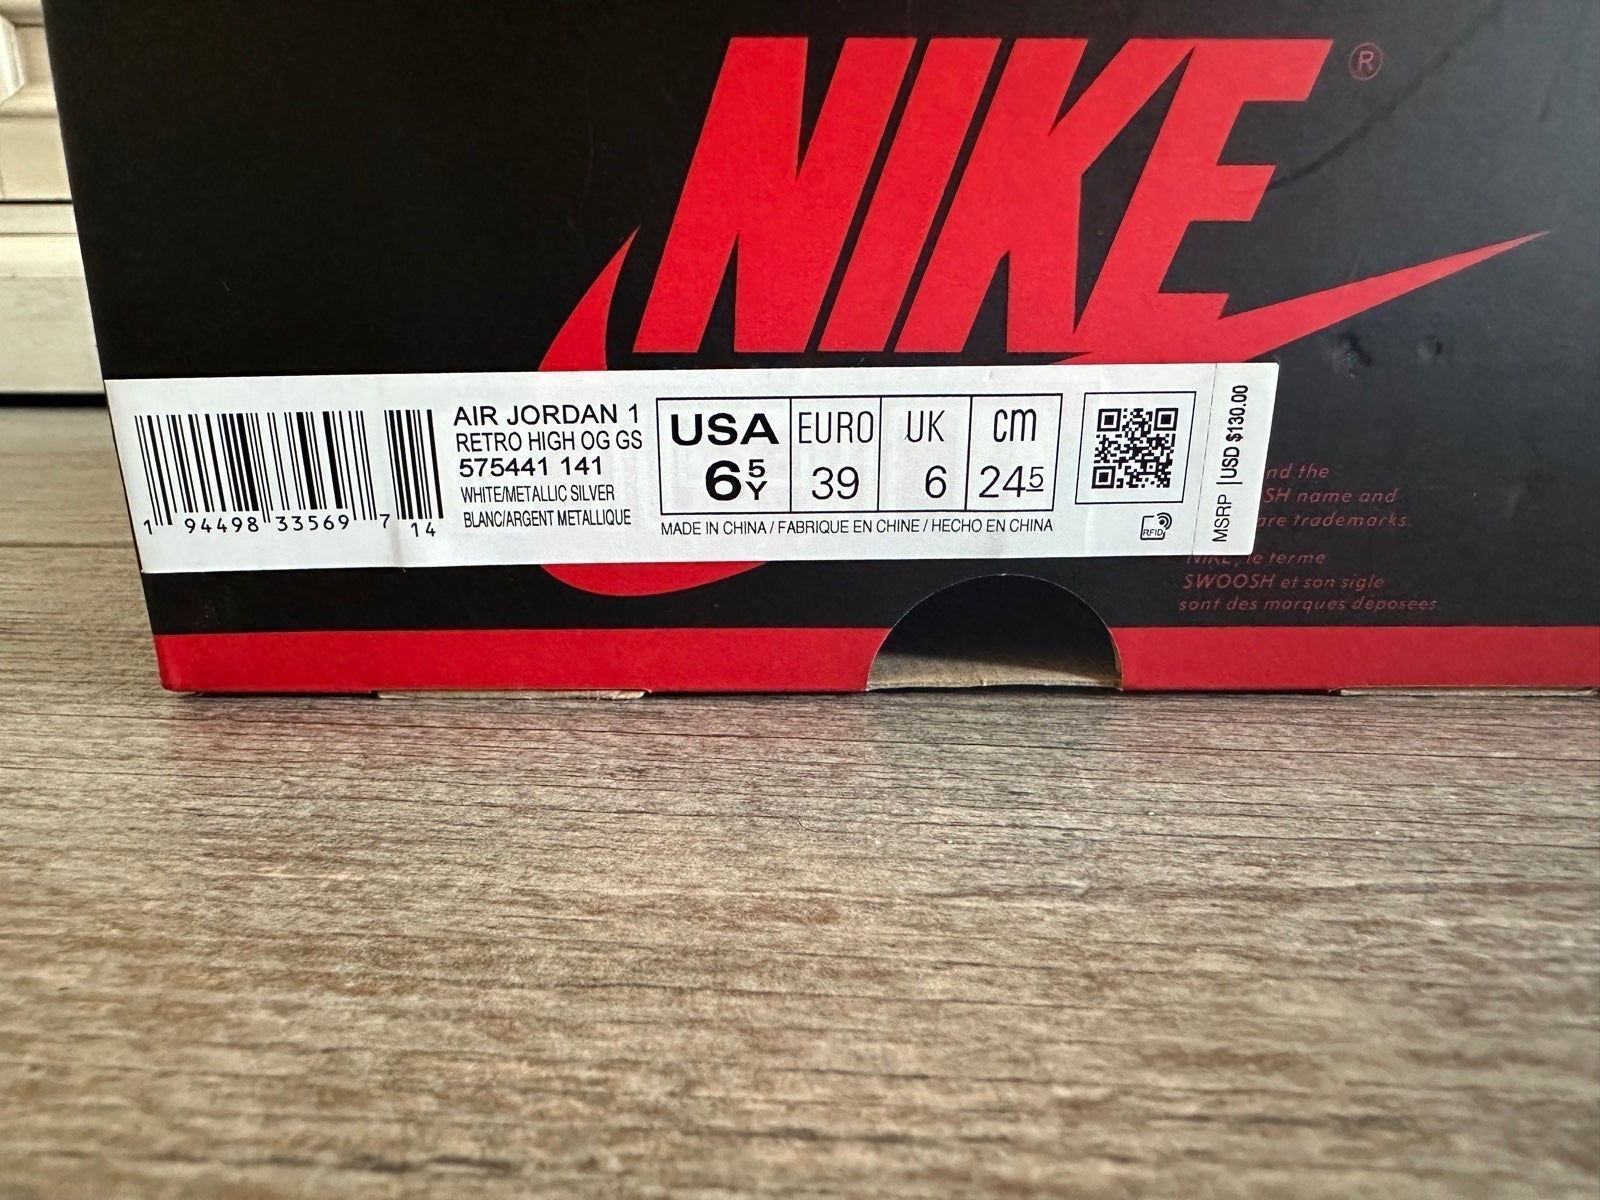 NIKE®
AIR JORDAN 1
RETRO HIGH OG GS
575441 141
WHITE/METALLIC SILVER
BLANC/ARGENT METALLIQUE
1 94498 33569 7 14
USA EURO UK cm
6 5Y 39 6 24 5
MADE IN CHINA / FABRIQUE EN CHINE / HECHO EN CHINA
RFID
MSRP USD $130.00
nd the
SH name and
are trademarks.
NIKE, le terme
SWOOSH et son sigle
sont des marques déposées